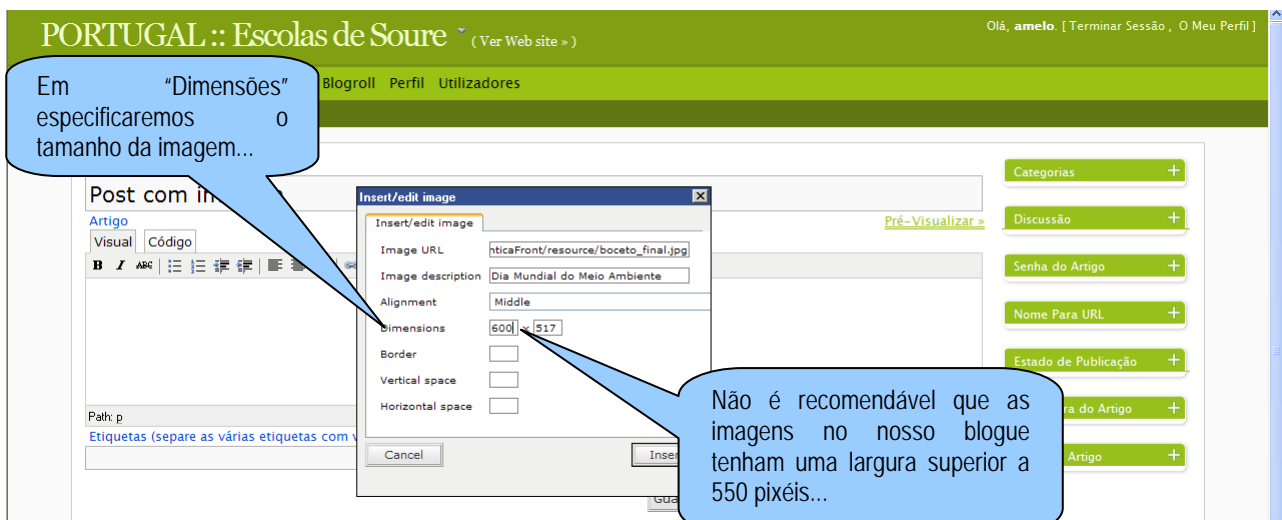 PORTUGAL :: Escolas de Soure ( Ver Web site » )
Olá, amelo. [ Terminar Sessão , O Meu Perfil ]
Blogroll Perfil Utilizadores
Em "Dimensões"
especificaremos o
tamanho da imagem...
Post com
Artigo
Pré-Visualizar »
Visual Código
B I ABC
Path: p
Etiquetas (separe as várias etiquetas com
Insert/edit image
Insert/edit image
Image URL nticaFront/resource/boceto_final.jpg
Image description Dia Mundial do Meio Ambiente
Alignment Middle
Dimensions 600 x 517
Border
Vertical space
Horizontal space
Cancel Inser
Não é recomendável que as
imagens no nosso blogue
tenham uma largura superior a
550 pixéis...
Categorias +
Discussão +
Senha do Artigo +
Nome Para URL +
Estado de Publicação +
ra do Artigo +
Artigo +